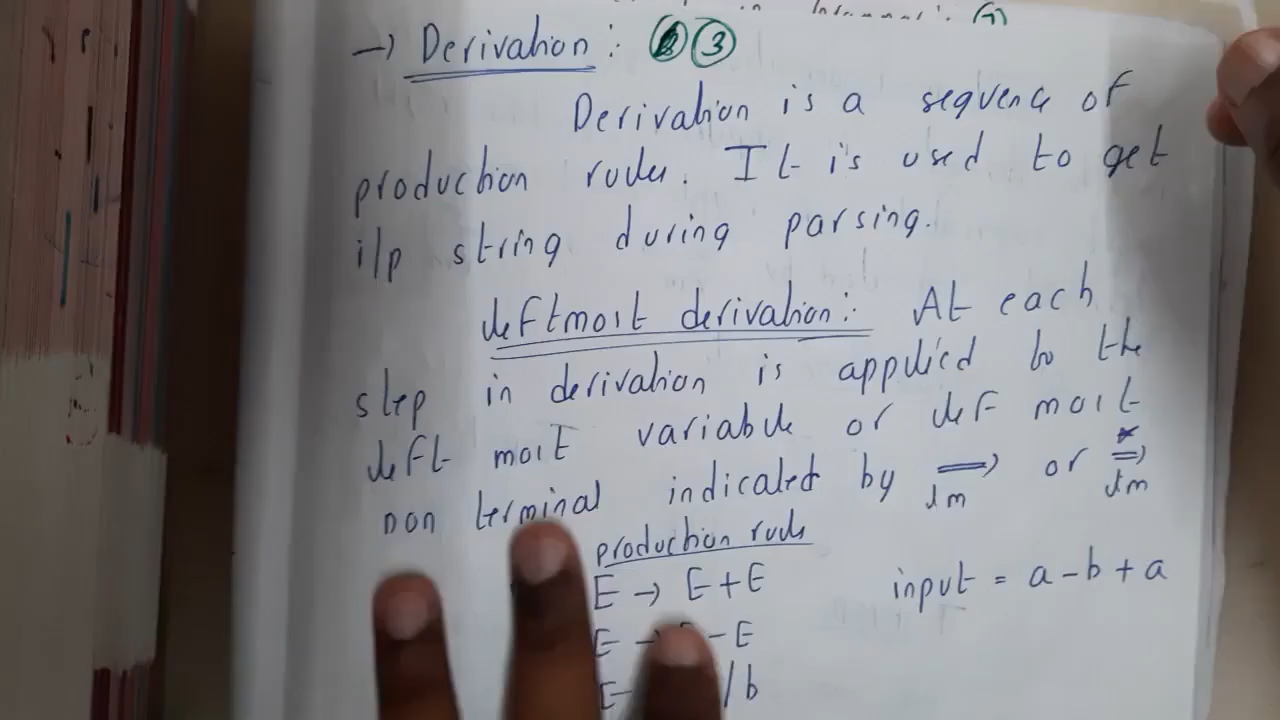 → Derivation : ③
Derivation is a sequence of
production rules. It is used to get
i/p string during parsing.
Leftmost derivation : At each
step in derivation is applied to the
left most variable or lef most
non terminal indicated by ⟹ or *⟹
lm lm
production rule
E → E+E input = a-b+a
E → -E
E / b